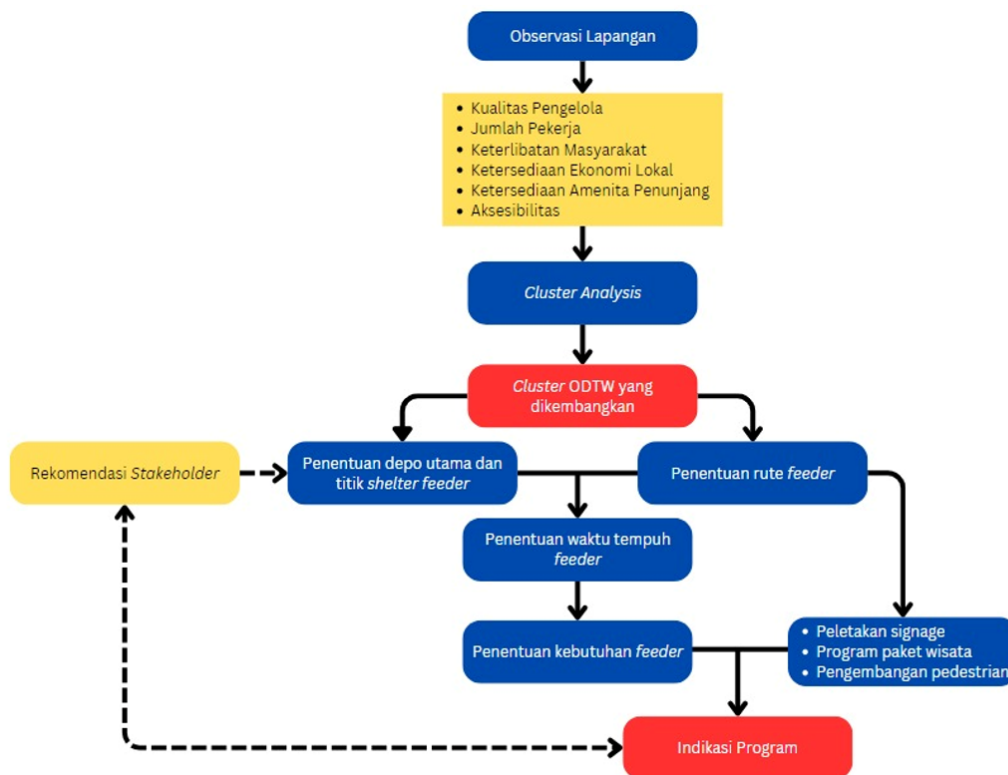 Observasi Lapangan
• Kualitas Pengelola
• Jumlah Pekerja
• Keterlibatan Masyarakat
• Ketersediaan Ekonomi Lokal
• Ketersediaan Amenita Penunjang
• Aksesibilitas
Cluster Analysis
Cluster ODTW yang
dikembangkan
Rekomendasi Stakeholder
Penentuan depo utama dan
titik shelter feeder
Penentuan rute feeder
Penentuan waktu tempuh
feeder
Penentuan kebutuhan feeder
• Peletakan signage
• Program paket wisata
• Pengembangan pedestrian
Indikasi Program